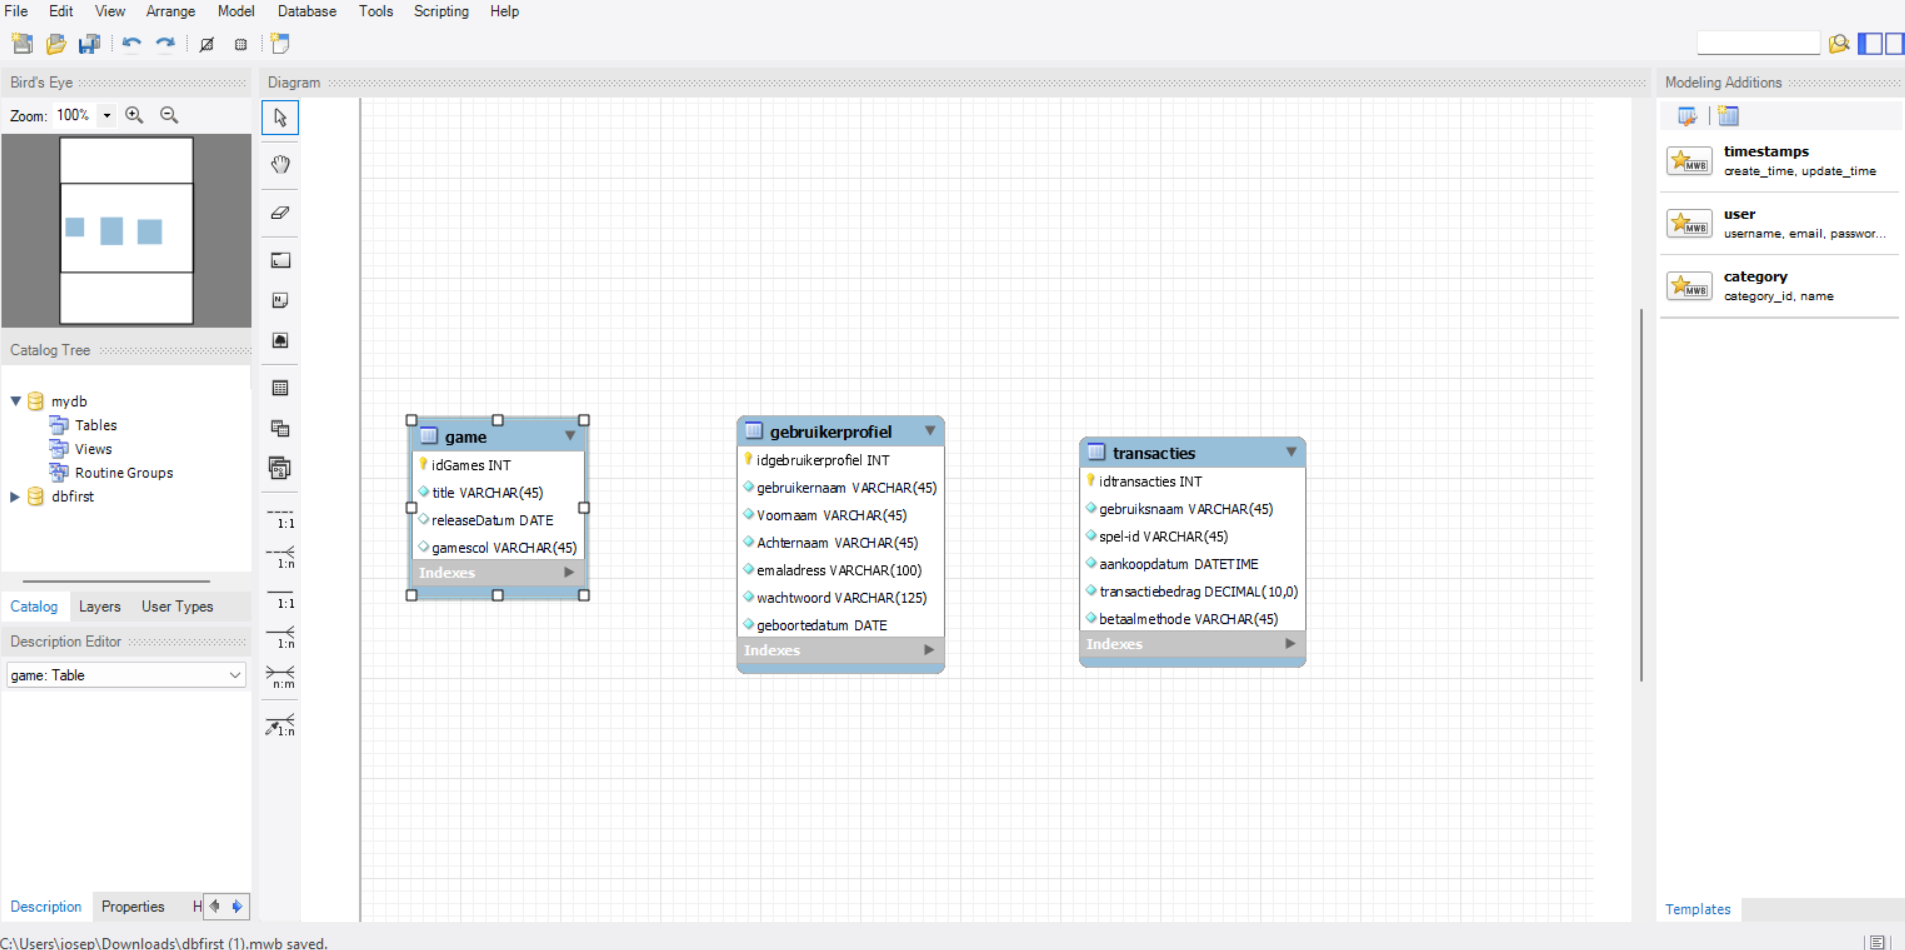 File Edit View Arrange Model Database Tools Scripting Help
Bird's Eye
Diagram
Modeling Additions
Zoom: 100%
timestamps
create_time, update_time
user
username, email, passwor...
category
category_id, name
Catalog Tree
mydb
Tables
Views
Routine Groups
dbfirst
Catalog Layers User Types
Description Editor
game: Table
Description Properties H
1:1
1:n
1:1
1:n
n:m
1:n
game
idGames INT
title VARCHAR(45)
releaseDatum DATE
gamescol VARCHAR(45)
Indexes
gebruikerprofiel
idgebruikerprofiel INT
gebruikernaam VARCHAR(45)
Voornaam VARCHAR(45)
Achternaam VARCHAR(45)
emaladress VARCHAR(100)
wachtwoord VARCHAR(125)
geboortedatum DATE
Indexes
transacties
idtransacties INT
gebruiksnaam VARCHAR(45)
spel-id VARCHAR(45)
aankoopdatum DATETIME
transactiebedrag DECIMAL(10,0)
betaalmethode VARCHAR(45)
Indexes
MWB
MWB
MWB
Templates
C:\Users\josep\Downloads\dbfirst (1).mwb saved.